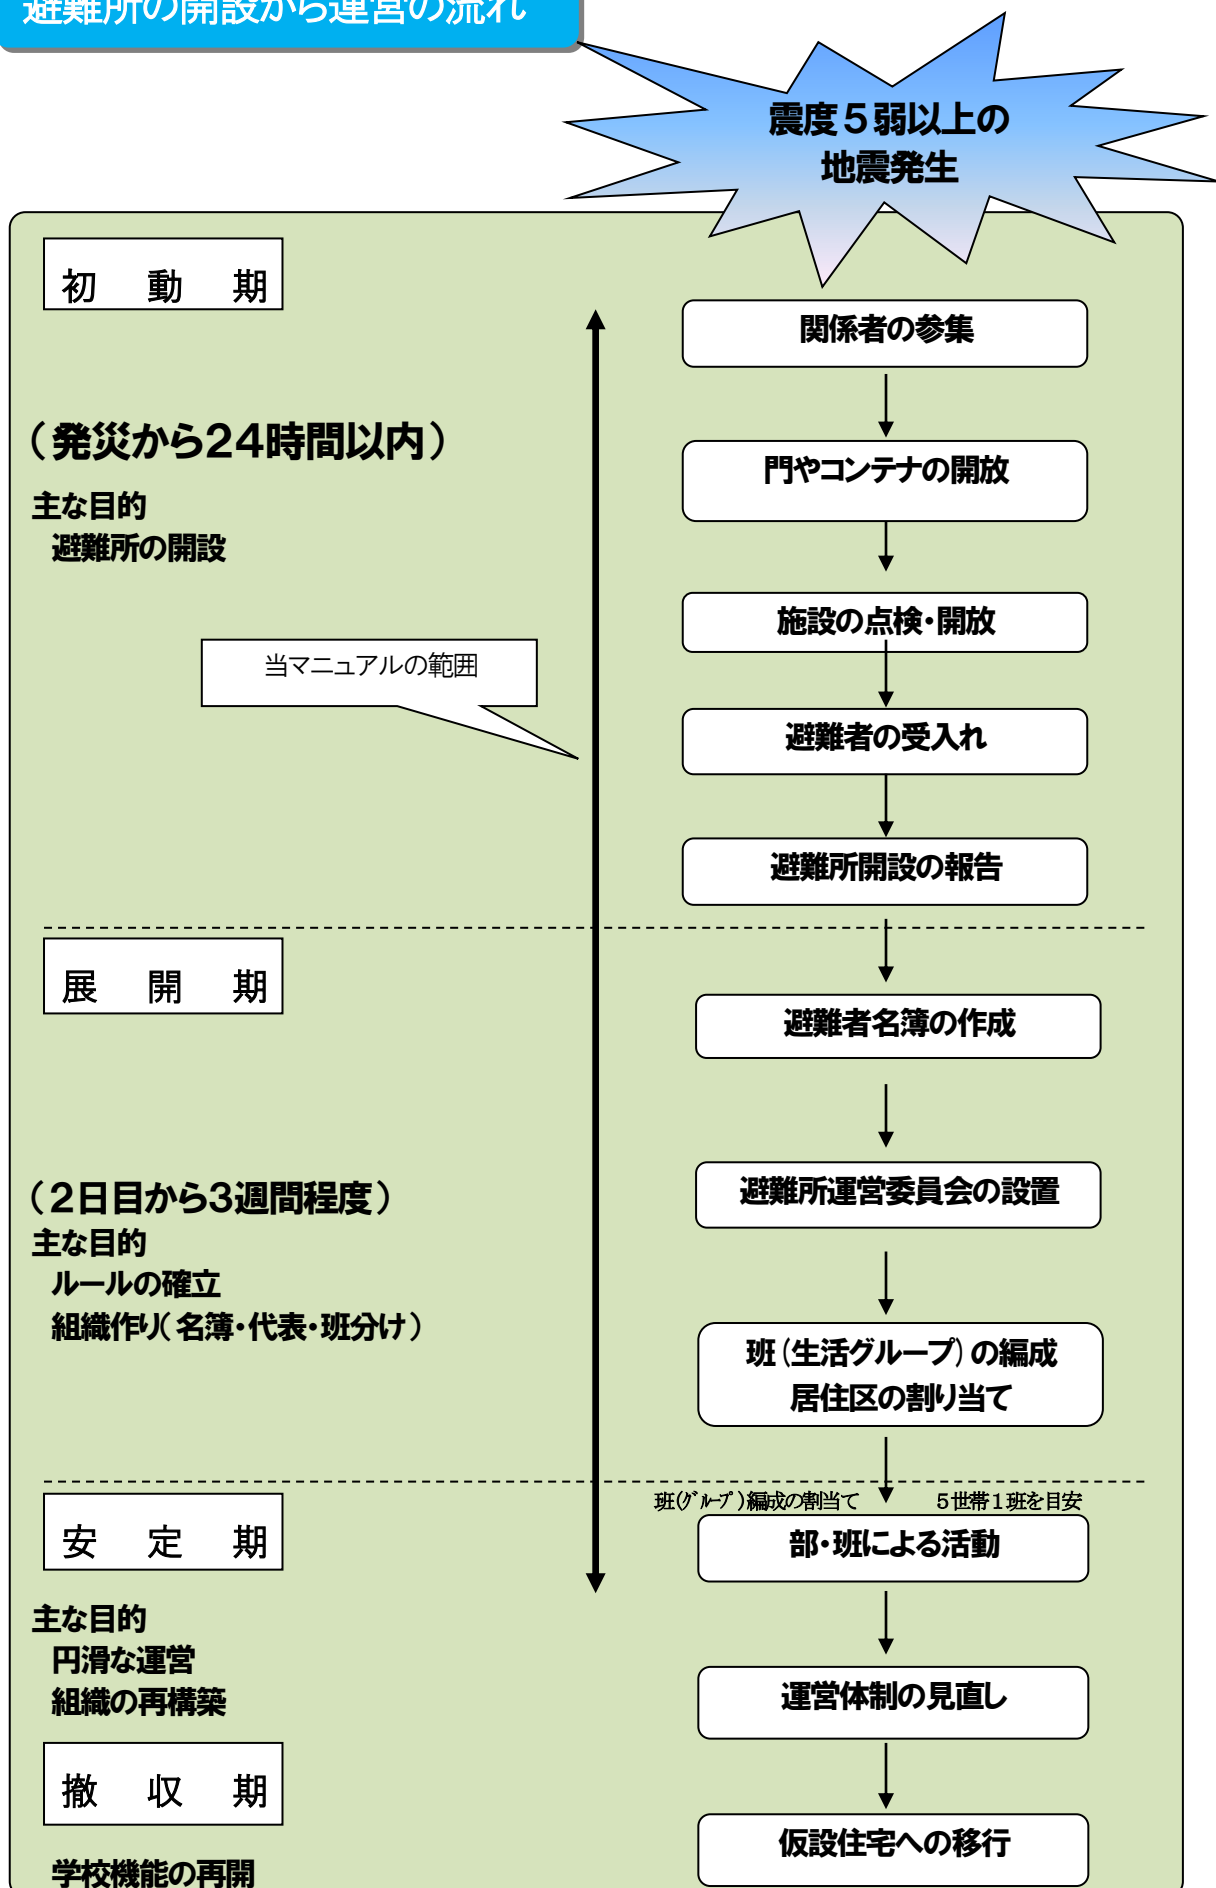 避難所の開設から運営の流れ
震度５弱以上の
地震発生
初動期
関係者の参集
（発災から２４時間以内）
門やコンテナの開放
主な目的
避難所の開設
施設の点検・開放
当マニュアルの範囲
避難者の受入れ
避難所開設の報告
展開期
避難者名簿の作成
（２日目から３週間程度）
避難所運営委員会の設置
主な目的
ルールの確立
組織作り（名簿・代表・班分け）
班（生活グループ）の編成
居住区の割り当て
班(ｸﾞﾙｰﾌﾟ)編成の割当て　５世帯１班を目安
安定期
部・班による活動
主な目的
円滑な運営
組織の再構築
運営体制の見直し
撤収期
仮設住宅への移行
学校機能の再開